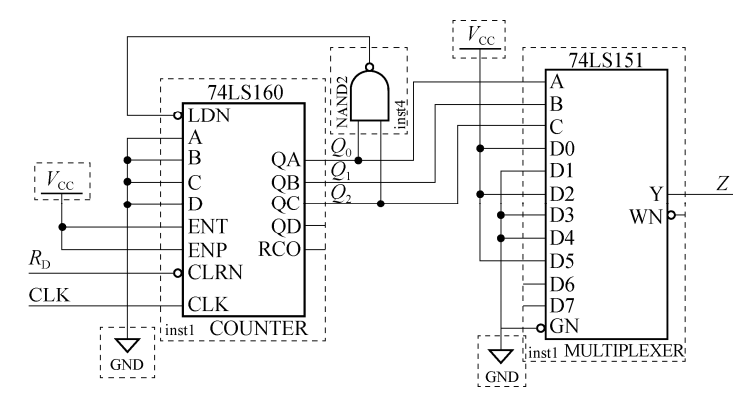 V_CC
74LS151
NAND2
inst4
74LS160
LDN
A
B
C
D
ENT
ENP
CLRN
CLK
QA
QB
QC
QD
RCO
Q_0
Q_1
Q_2
V_CC
R_D
CLK
inst1 COUNTER
GND
A
B
C
D0
D1
D2
D3
D4
D5
D6
D7
GN
Y
WN
Z
inst1 MULTIPLEXER
GND